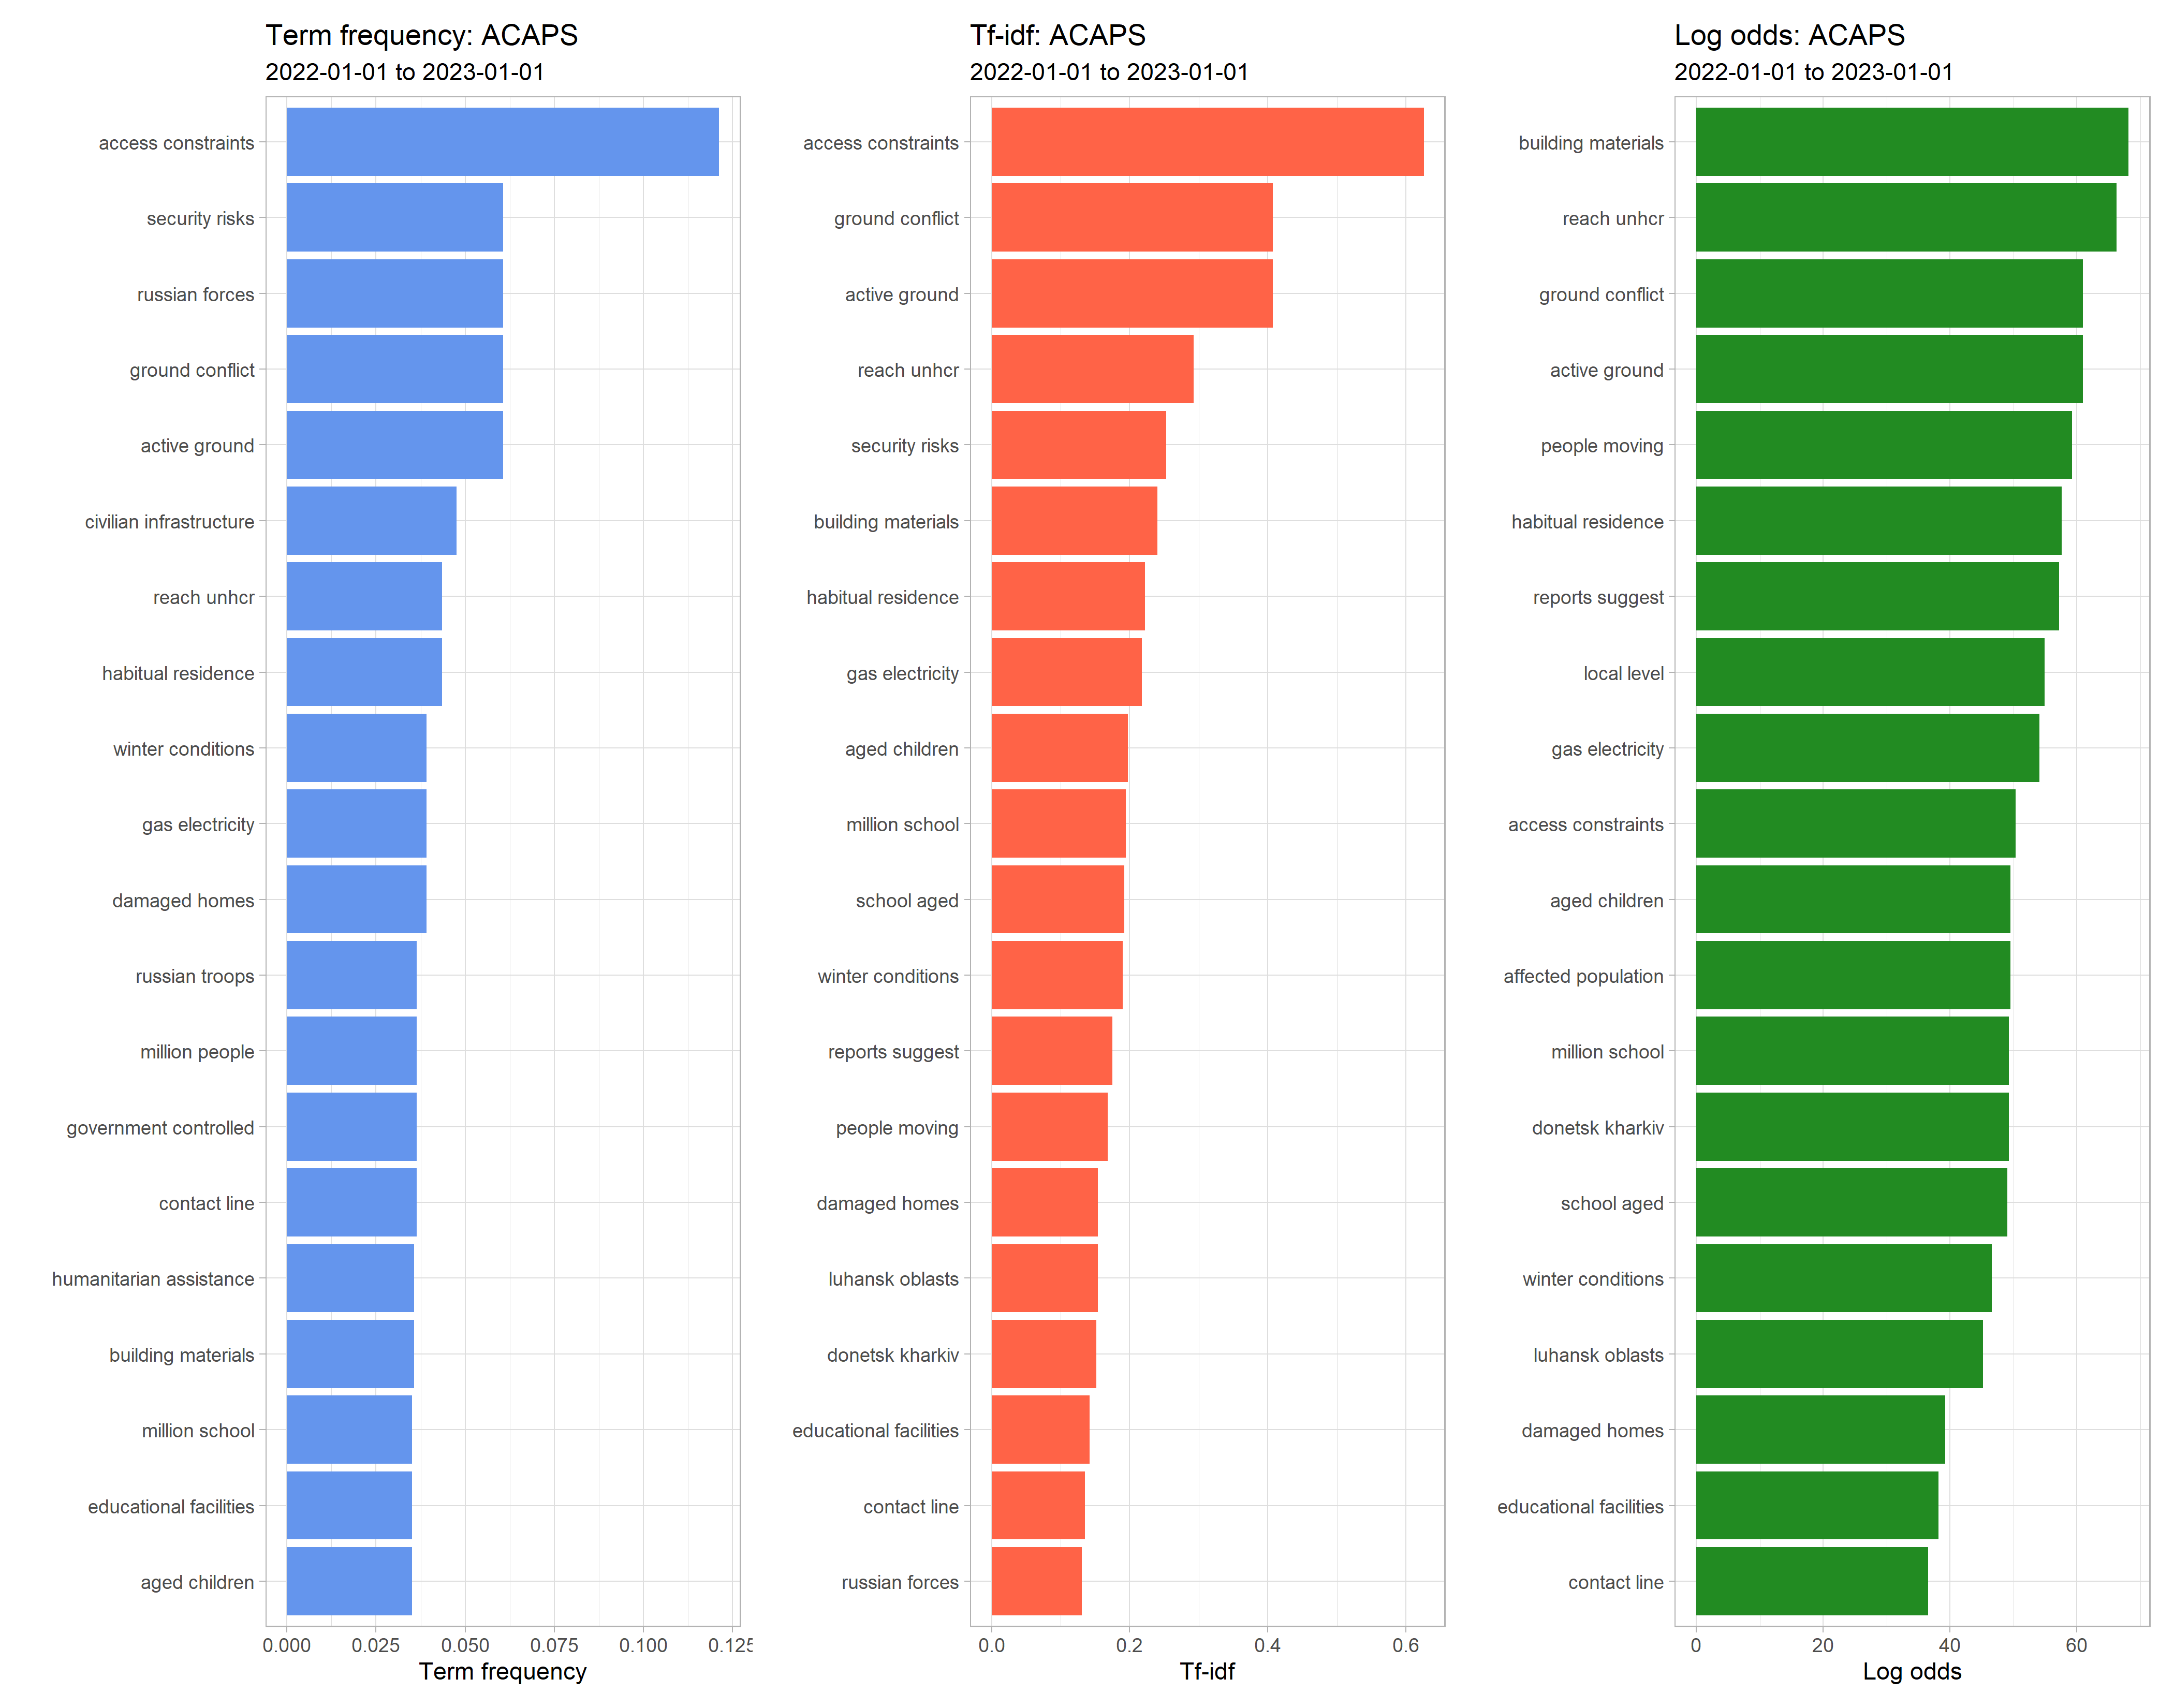 Term frequency: ACAPS
2022-01-01 to 2023-01-01
access constraints
security risks
russian forces
ground conflict
active ground
civilian infrastructure
reach unhcr
habitual residence
winter conditions
gas electricity
damaged homes
russian troops
million people
government controlled
contact line
humanitarian assistance
building materials
million school
educational facilities
aged children
0.000 0.025 0.050 0.075 0.100 0.125
Term frequency
Tf-idf: ACAPS
2022-01-01 to 2023-01-01
access constraints
ground conflict
active ground
reach unhcr
security risks
building materials
habitual residence
gas electricity
aged children
million school
school aged
winter conditions
reports suggest
people moving
damaged homes
luhansk oblasts
donetsk kharkiv
educational facilities
contact line
russian forces
0.0 0.2 0.4 0.6
Tf-idf
Log odds: ACAPS
2022-01-01 to 2023-01-01
building materials
reach unhcr
ground conflict
active ground
people moving
habitual residence
reports suggest
local level
gas electricity
access constraints
aged children
affected population
million school
donetsk kharkiv
school aged
winter conditions
luhansk oblasts
damaged homes
educational facilities
contact line
0 20 40 60
Log odds